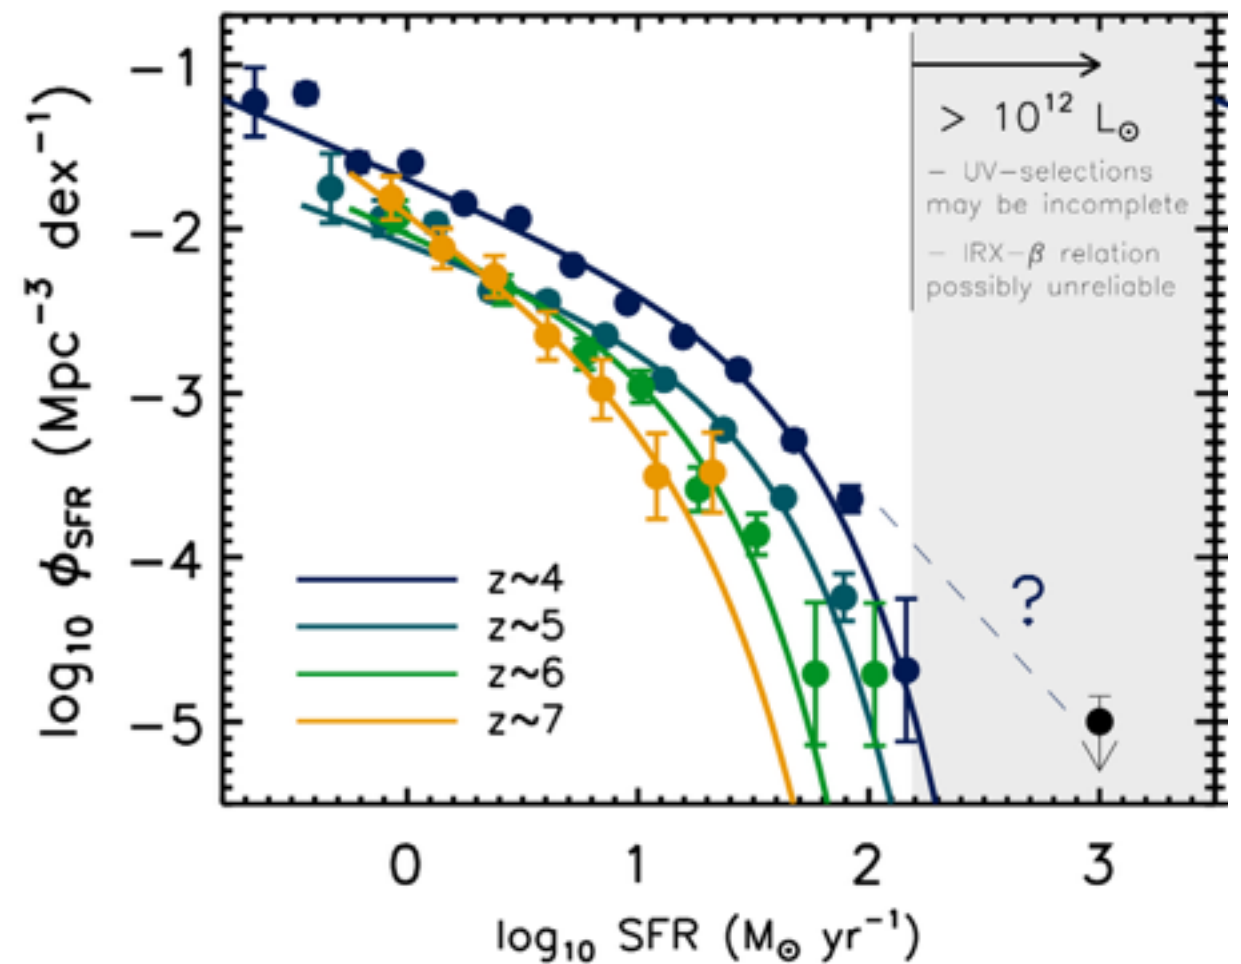 −1
−2
−3
−4
−5
log₁₀ ϕSFR (Mpc⁻³ dex⁻¹)
> 10¹² L⊙
− UV−selections
may be incomplete
− IRX−β relation
possibly unreliable
?
z~4
z~5
z~6
z~7
0 1 2 3
log₁₀ SFR (M⊙ yr⁻¹)